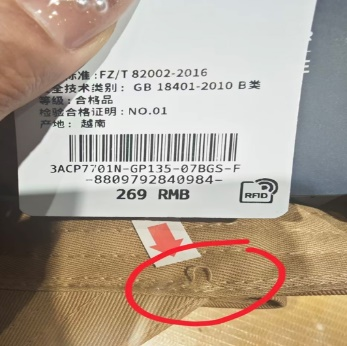 标准:FZ/T 82002-2016
全技术类别: GB 18401-2010 B类
等级:合格品
检验合格证明:NO.01
产地: 越南
3ACP7701N-GP135-07BGS-F
-8809792840984-
269 RMB
RFID